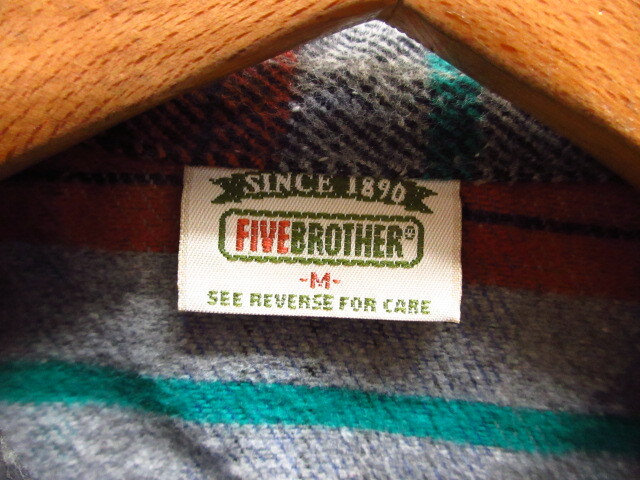 SINCE 1890
FIVEBROTHER®
-M-
SEE REVERSE FOR CARE